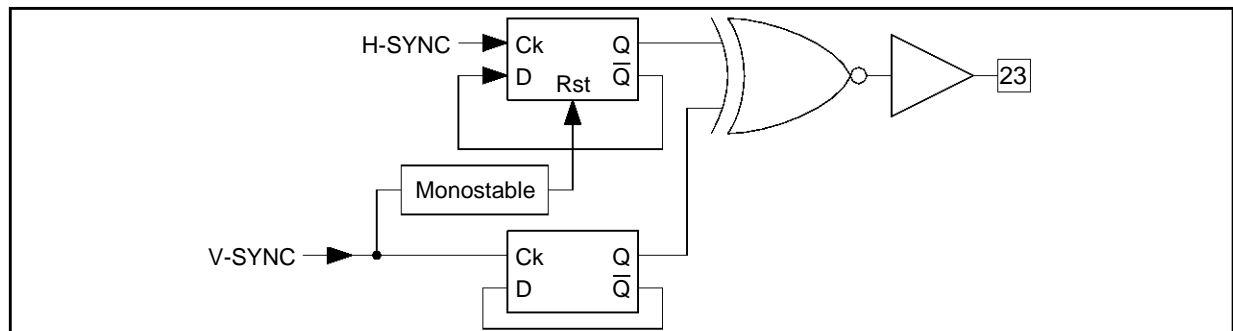 H-SYNC
Ck
Q
D
Q̅
Rst
23
Monostable
V-SYNC
Ck
Q
D
Q̅